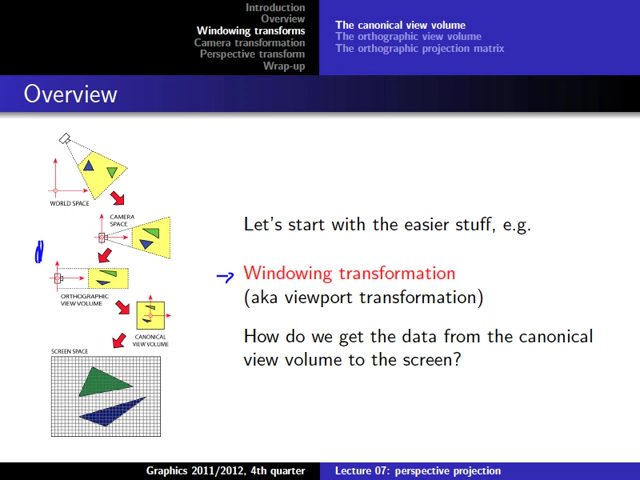 Introduction
Overview
Windowing transforms
Camera transformation
Perspective transform
Wrap-up
The canonical view volume
The orthographic view volume
The orthographic projection matrix
Overview
WORLD SPACE
CAMERA
SPACE
ORTHOGRAPHIC
VIEW VOLUME
CANONICAL
VIEW VOLUME
SCREEN SPACE
Let's start with the easier stuff, e.g.
Windowing transformation
(aka viewport transformation)
How do we get the data from the canonical
view volume to the screen?
Graphics 2011/2012, 4th quarter
Lecture 07: perspective projection